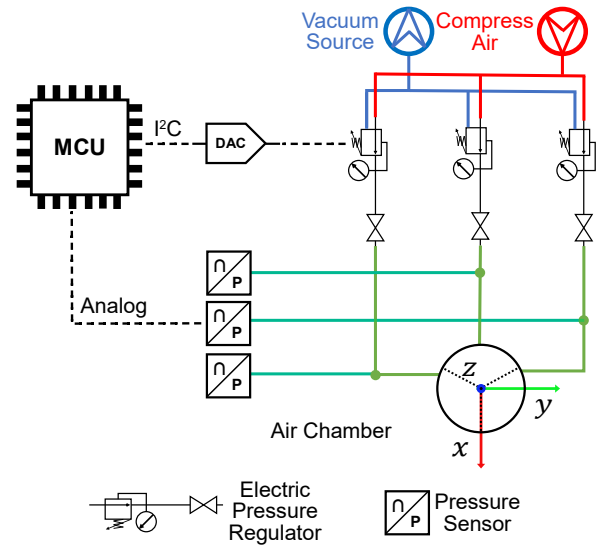 Vacuum
Source
Compress
Air
MCU
I²C
DAC
∩
P
Analog
∩
P
∩
P
z
y
x
Air Chamber
Electric
Pressure
Regulator
∩
P
Pressure
Sensor